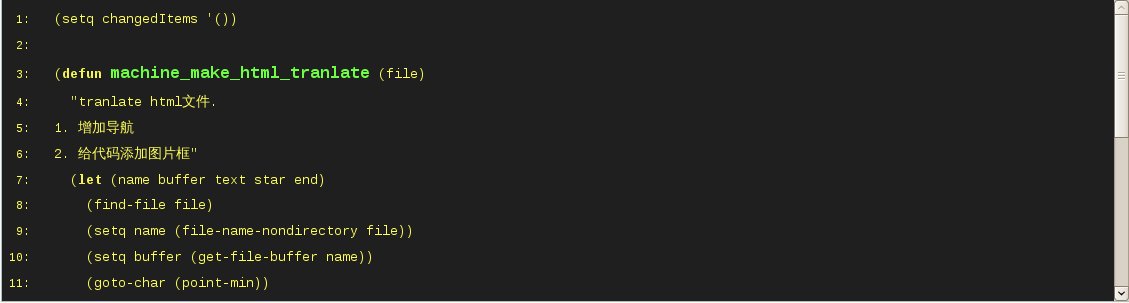 1: (setq changedItems '())
2:
3: (defun machine_make_html_tranlate (file)
4: "tranlate html文件.
5: 1. 增加导航
6: 2. 给代码添加图片框"
7: (let (name buffer text star end)
8: (find-file file)
9: (setq name (file-name-nondirectory file))
10: (setq buffer (get-file-buffer name))
11: (goto-char (point-min))